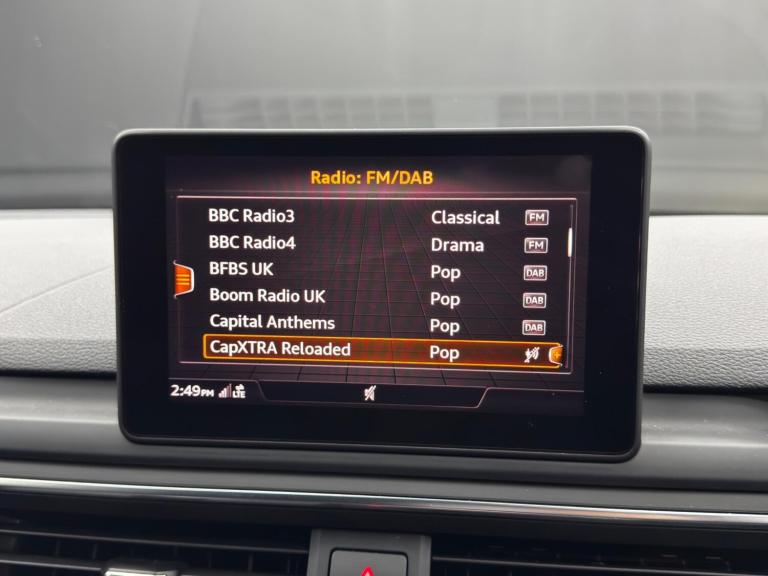 Radio: FM/DAB
BBC Radio3 Classical FM
BBC Radio4 Drama FM
BFBS UK Pop DAB
Boom Radio UK Pop DAB
Capital Anthems Pop DAB
CapXTRA Reloaded Pop
2:49PM LTE